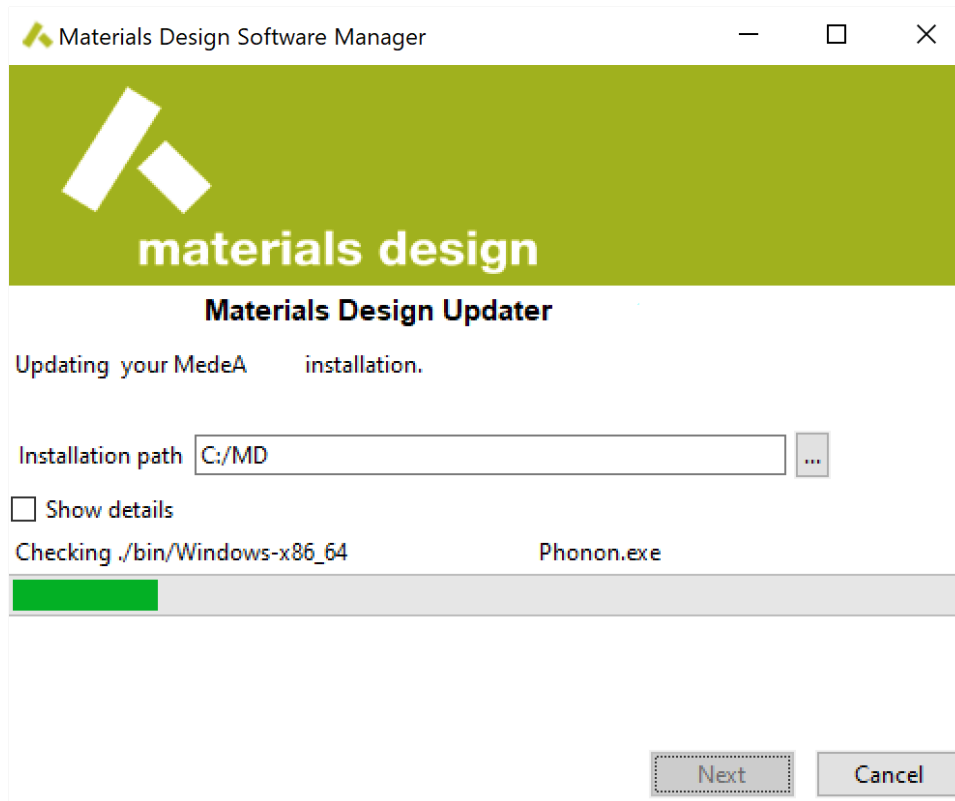 Materials Design Software Manager
materials design
Materials Design Updater
Updating your MedeA installation.
Installation path C:/MD ...
Show details
Checking ./bin/Windows-x86_64 Phonon.exe
Next Cancel